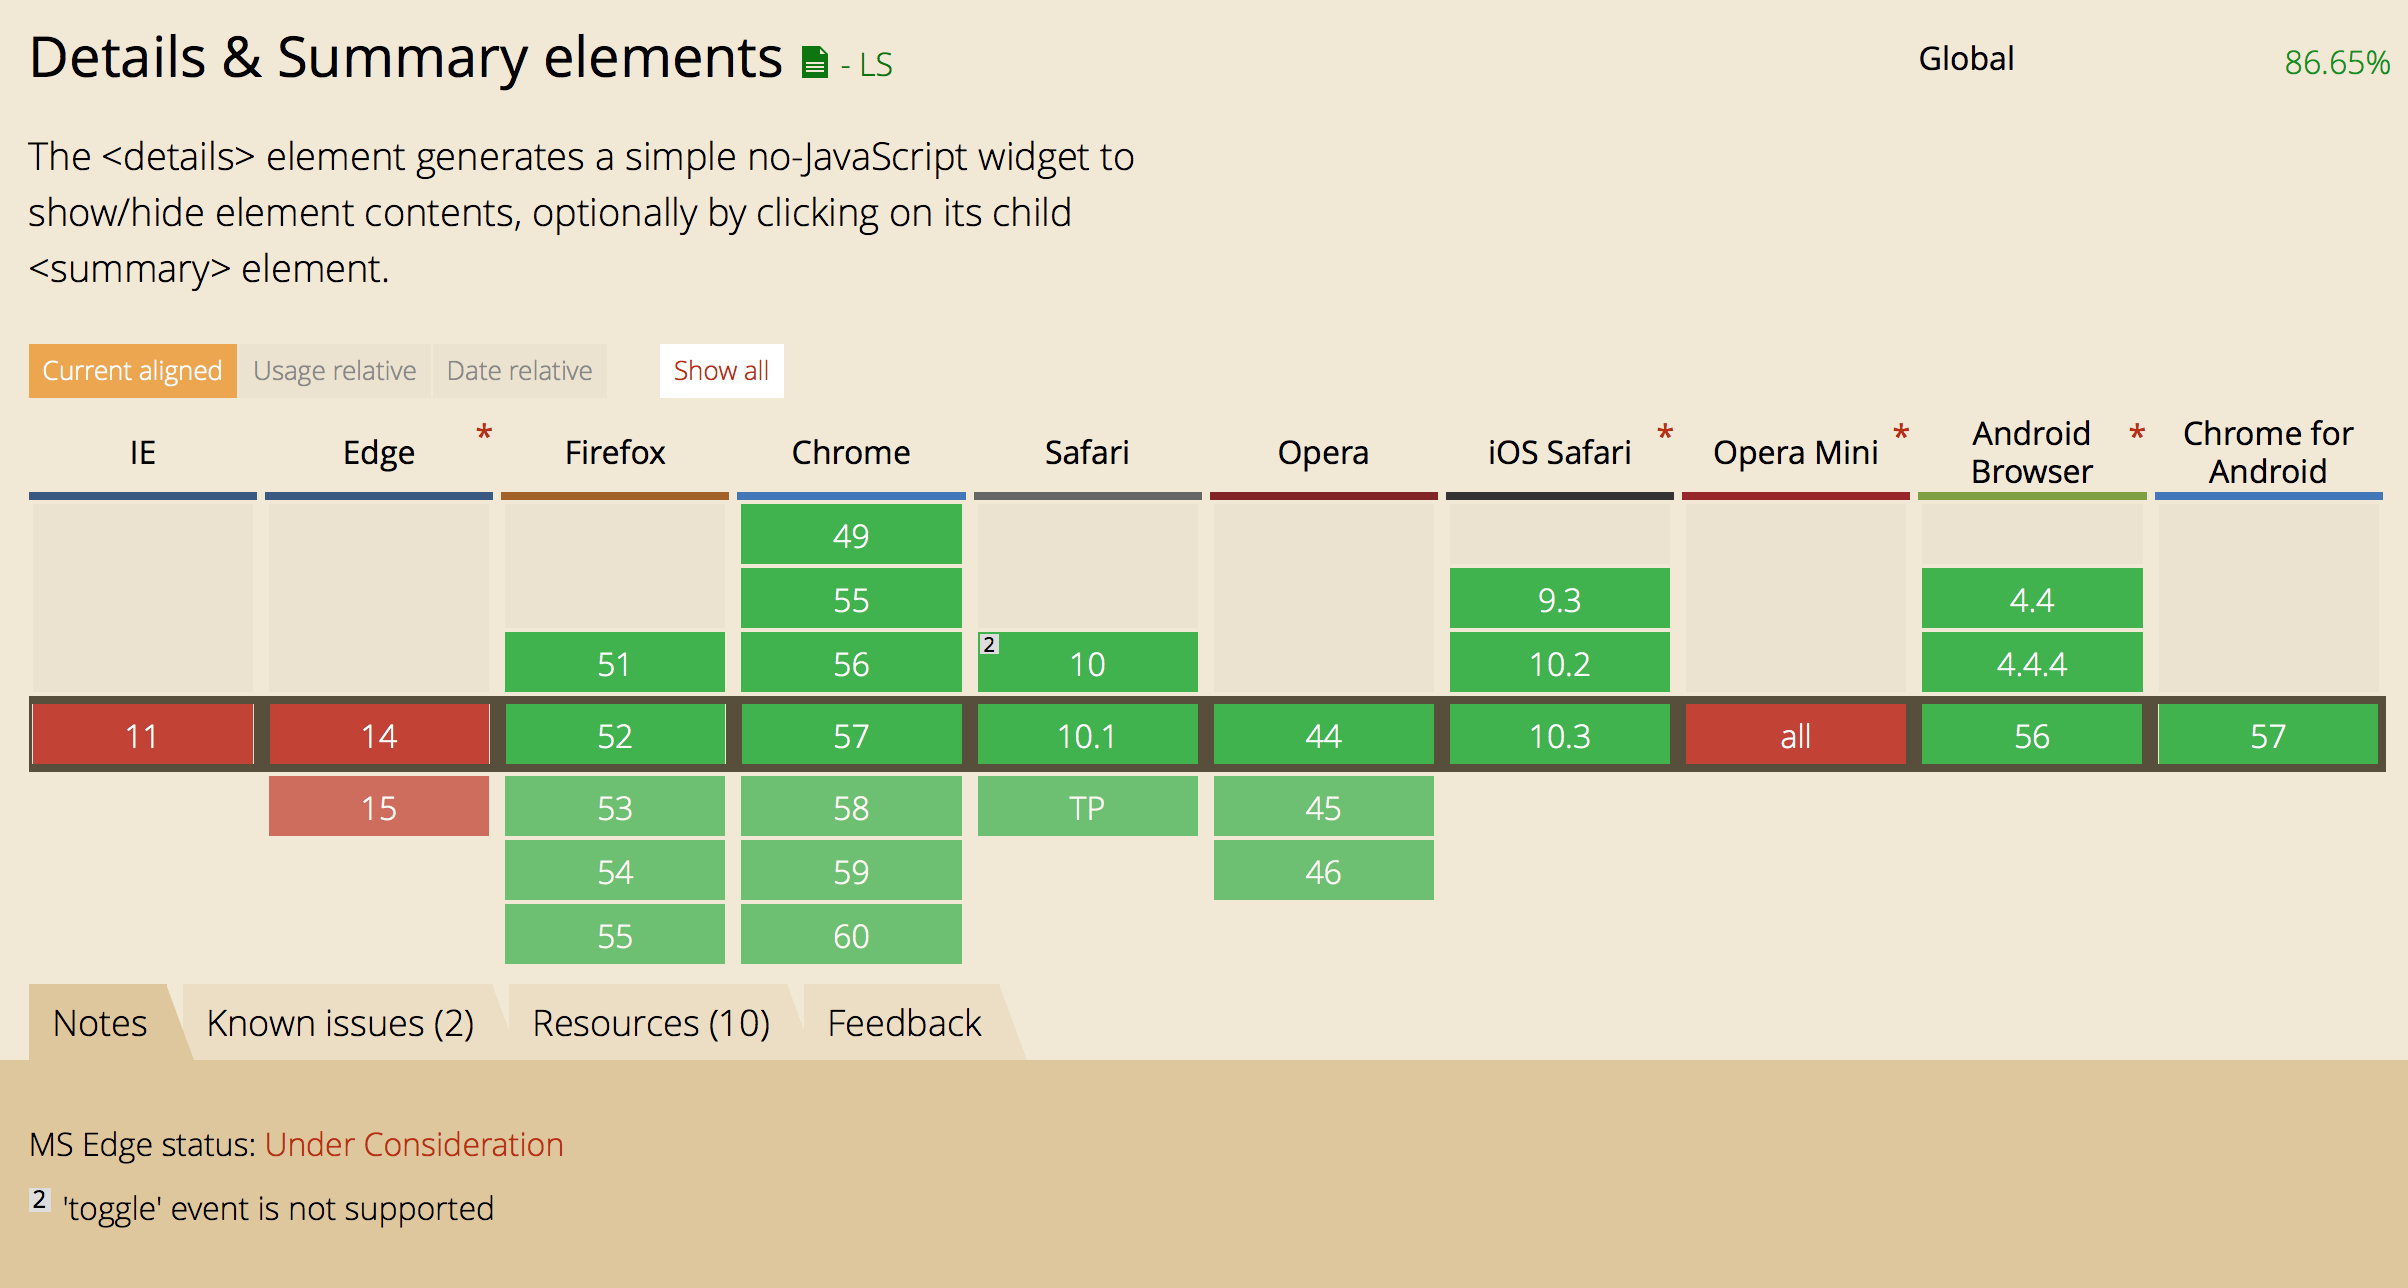 Details & Summary elements - LS
Global 86.65%
The <details> element generates a simple no-JavaScript widget to
show/hide element contents, optionally by clicking on its child
<summary> element.
Current aligned Usage relative Date relative Show all
IE Edge * Firefox Chrome Safari Opera iOS Safari * Opera Mini * Android Browser * Chrome for Android
49
55 9.3 4.4
51 56 2 10 10.2 4.4.4
11 14 52 57 10.1 44 10.3 all 56 57
15 53 58 TP 45
54 59 46
55 60
Notes Known issues (2) Resources (10) Feedback
MS Edge status: Under Consideration
2 'toggle' event is not supported